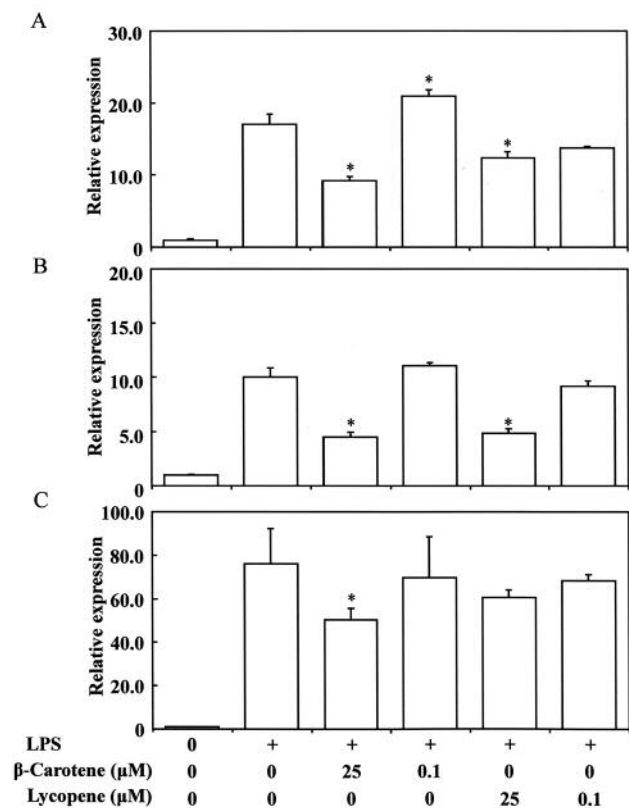 A
30.0
20.0
10.0
0
Relative expression
*
*
*
B
20.0
15.0
10.0
5.0
0
Relative expression
*
*
C
100.0
80.0
60.0
40.0
20.0
0
Relative expression
*
LPS 0 + + + + +
β-Carotene (μM) 0 0 25 0.1 0 0
Lycopene (μM) 0 0 0 0 25 0.1